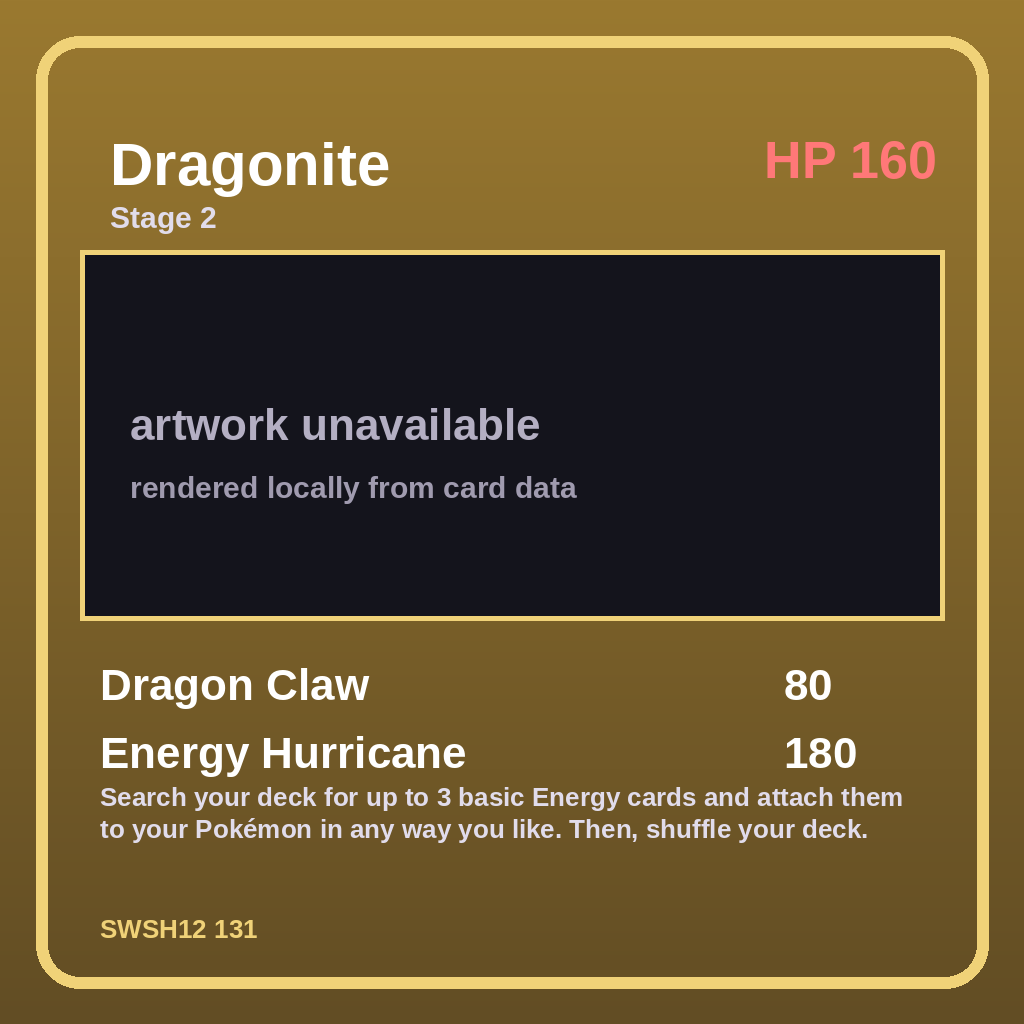 Dragonite
HP 160
Stage 2
artwork unavailable
rendered locally from card data
Dragon Claw 80
Energy Hurricane 180
Search your deck for up to 3 basic Energy cards and attach them
to your Pokémon in any way you like. Then, shuffle your deck.
SWSH12 131